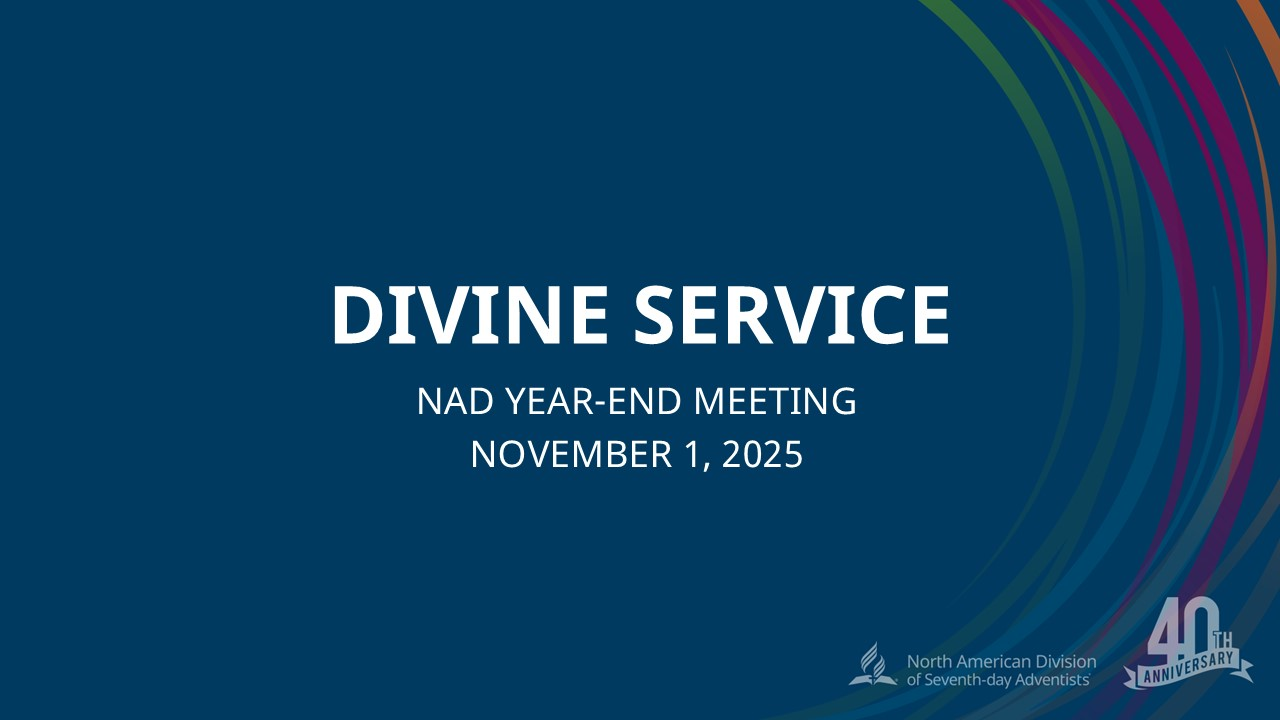 DIVINE SERVICE
NAD YEAR-END MEETING
NOVEMBER 1, 2025
North American Division
of Seventh-day Adventists
40TH
ANNIVERSARY